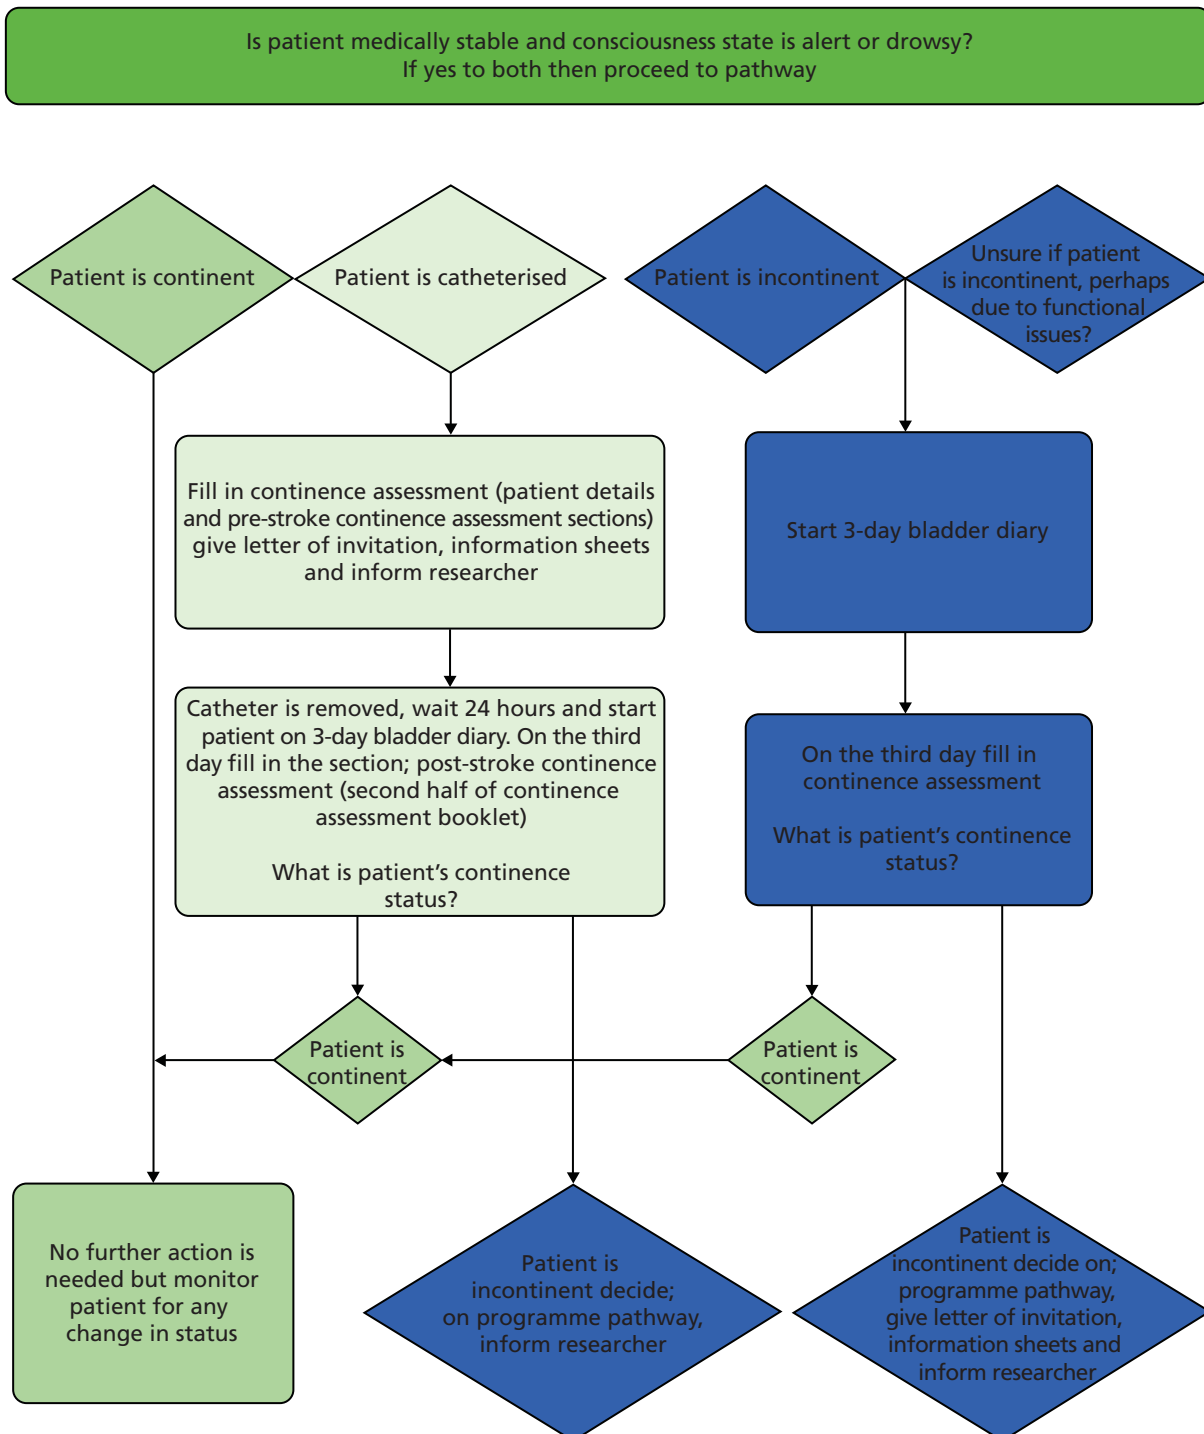 Is patient medically stable and consciousness state is alert or drowsy?
If yes to both then proceed to pathway
Patient is continent
Patient is catheterised
Patient is incontinent
Unsure if patient
is incontinent, perhaps
due to functional
issues?
Fill in continence assessment (patient details
and pre-stroke continence assessment sections)
give letter of invitation, information sheets
and inform researcher
Start 3-day bladder diary
Catheter is removed, wait 24 hours and start
patient on 3-day bladder diary. On the third
day fill in the section; post-stroke continence
assessment (second half of continence
assessment booklet)
What is patient’s continence
status?
On the third day fill in
continence assessment
What is patient’s continence
status?
Patient is
continent
Patient is
continent
No further action is
needed but monitor
patient for any
change in status
Patient is
incontinent decide;
on programme pathway,
inform researcher
Patient is
incontinent decide on;
programme pathway,
give letter of invitation,
information sheets and
inform researcher